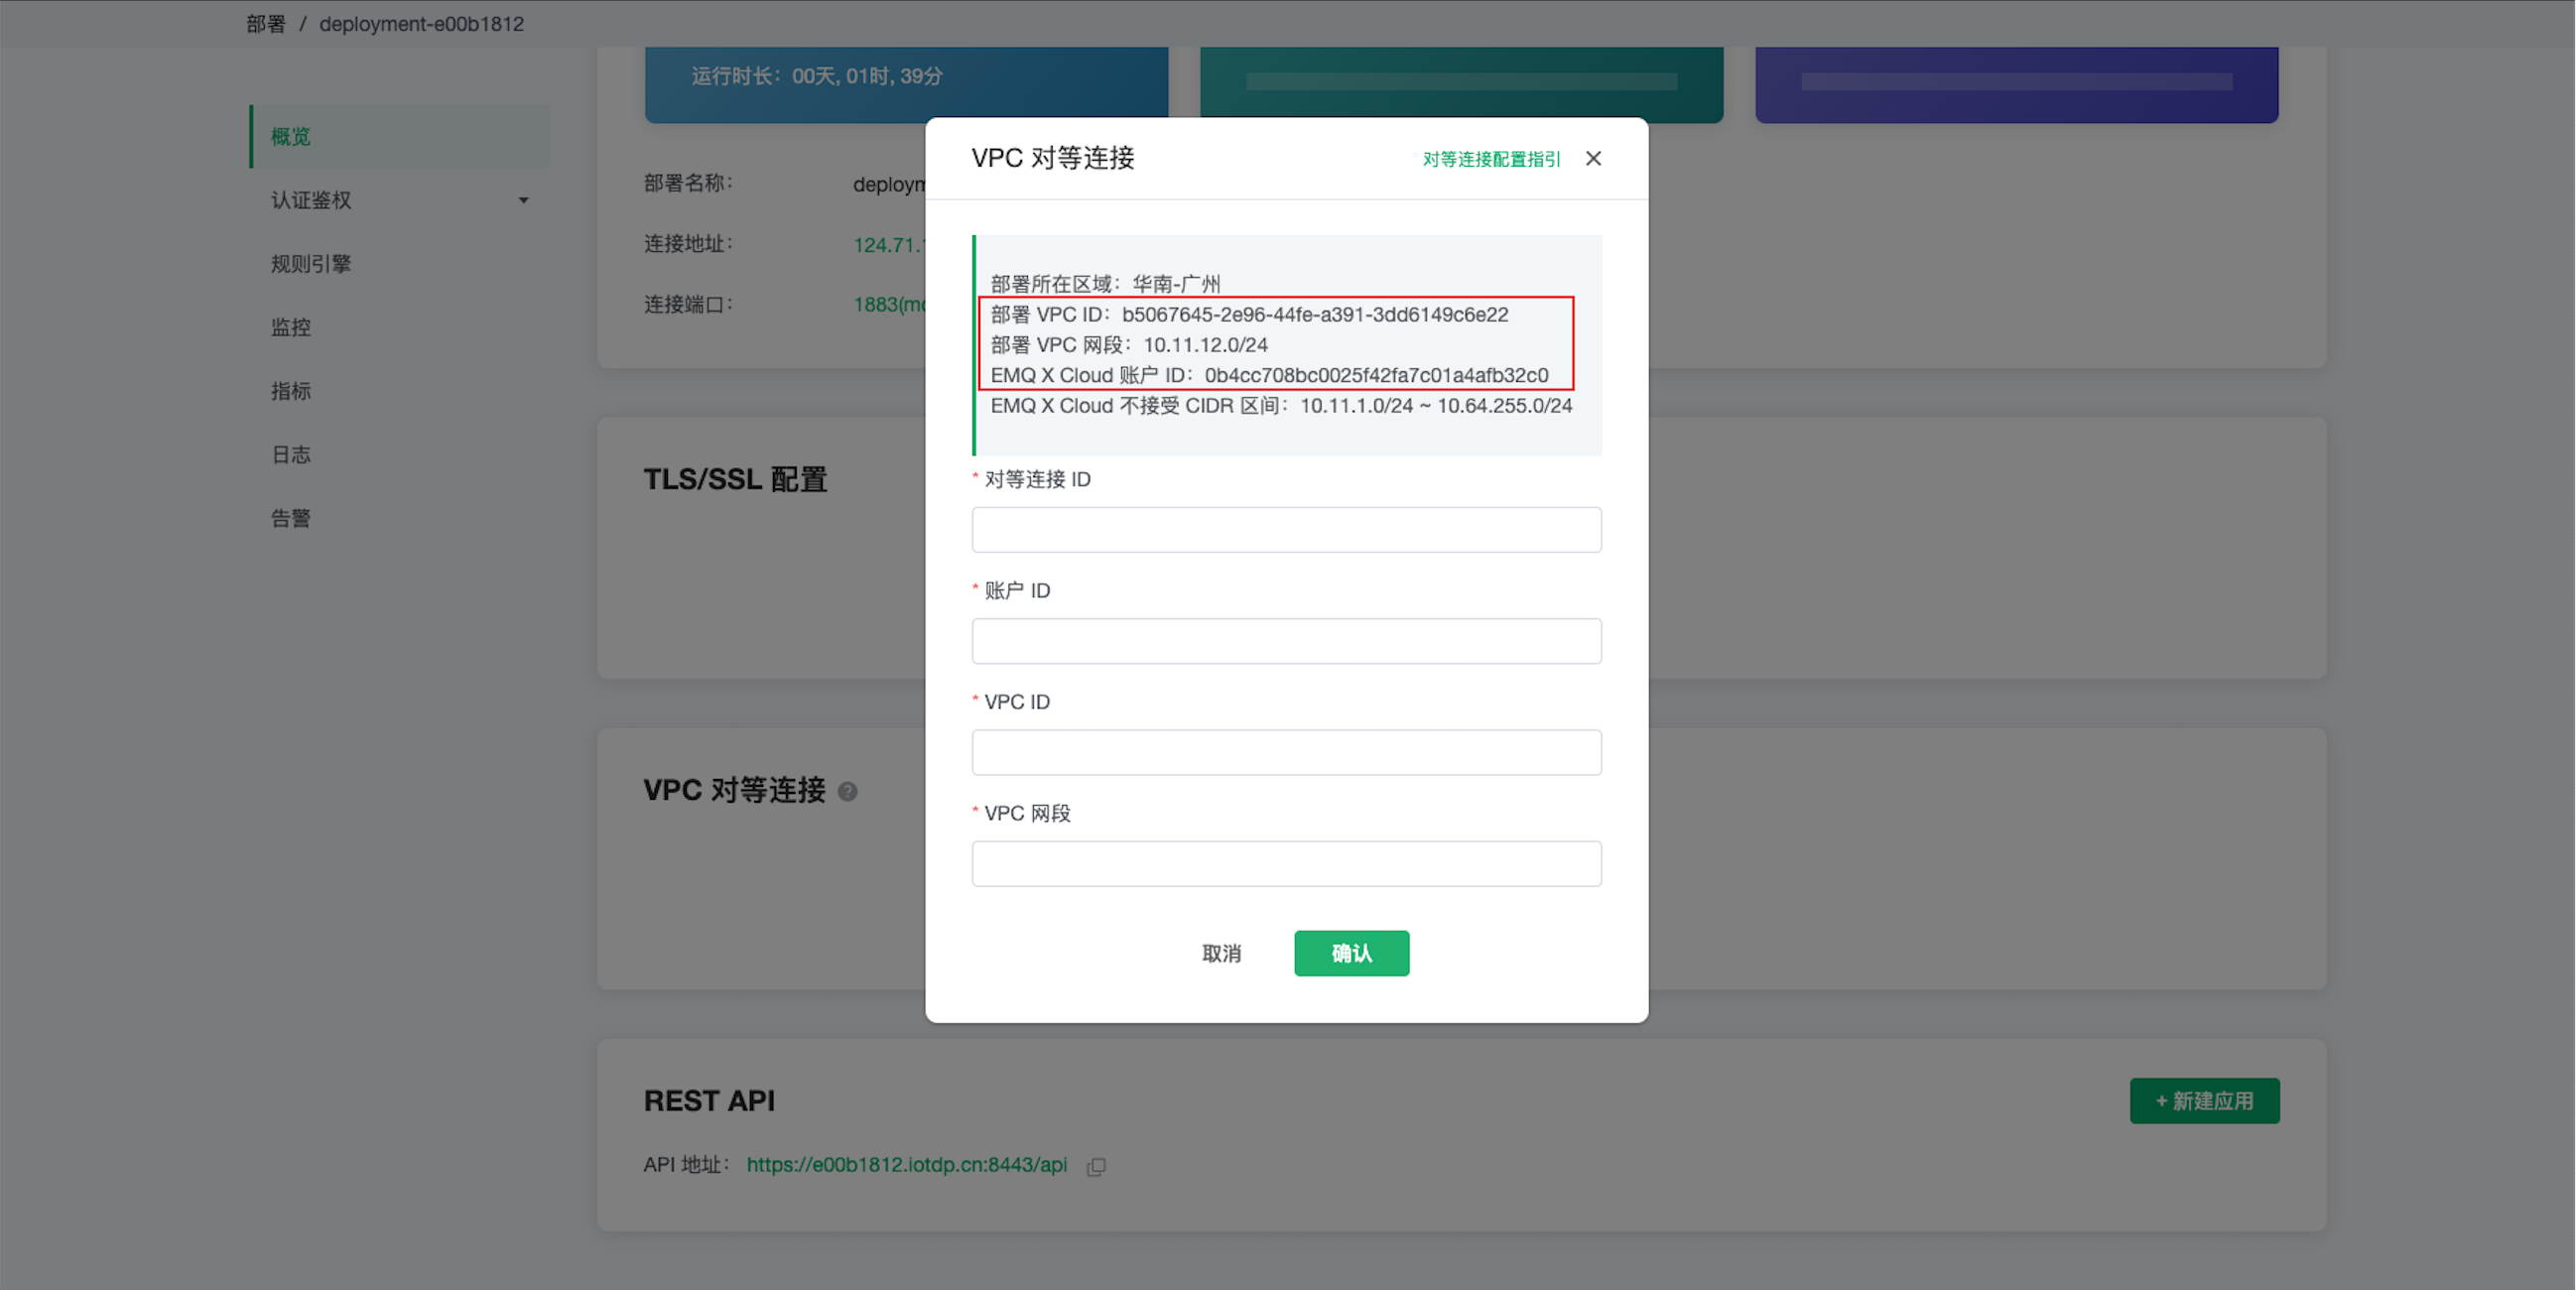 部署 / deployment-e00b1812
运行时长：00天, 01时, 39分
概览
认证鉴权
规则引擎
监控
指标
日志
告警
部署名称：
连接地址：
124.71.
连接端口：
TLS/SSL 配置
VPC 对等连接
REST API
+ 新建应用
API 地址：
https://e00b1812.iotdp.cn:8443/api
VPC 对等连接
对等连接配置指引
部署所在区域：华南-广州
部署 VPC ID：b5067645-2e96-44fe-a391-3dd6149c6e22
部署 VPC 网段：10.11.12.0/24
EMQ X Cloud 账户 ID：0b4cc708bc0025f42fa7c01a4afb32c0
EMQ X Cloud 不接受 CIDR 区间：10.11.1.0/24 ~ 10.64.255.0/24
* 对等连接 ID
* 账户 ID
* VPC ID
* VPC 网段
取消
确认